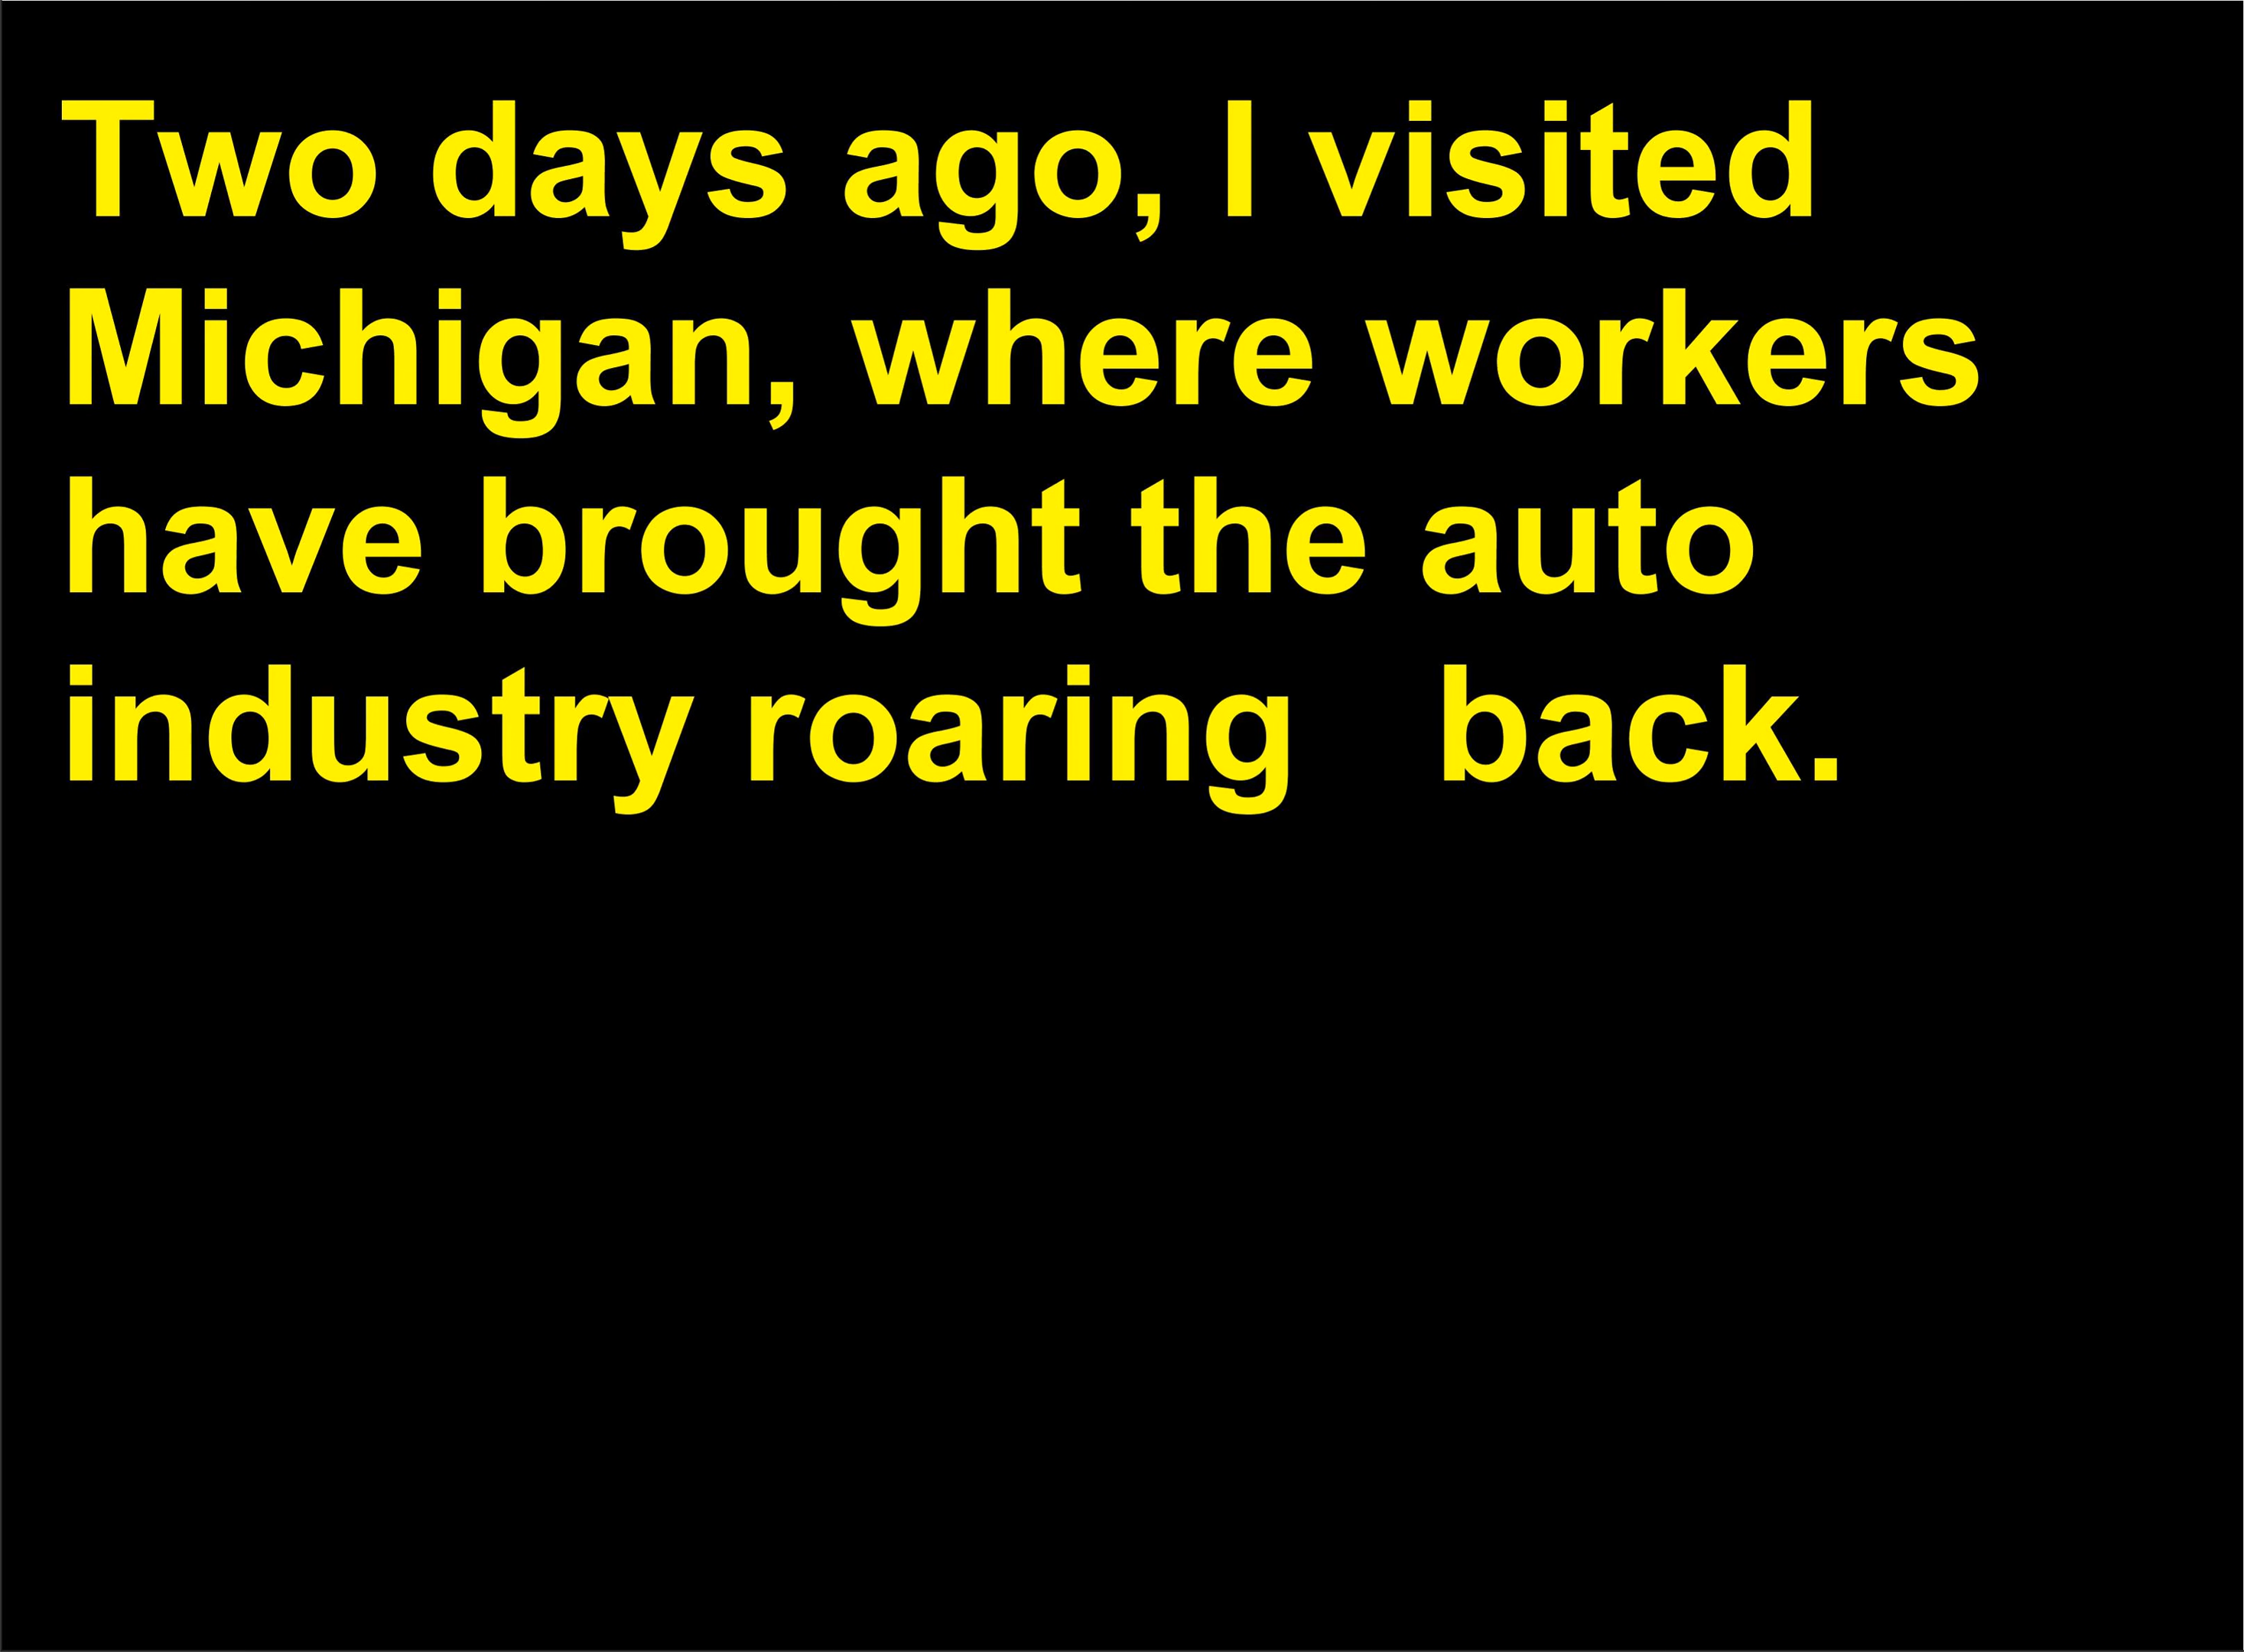 Two days ago, I visited
Michigan, where workers
have brought the auto
industry roaring   back.